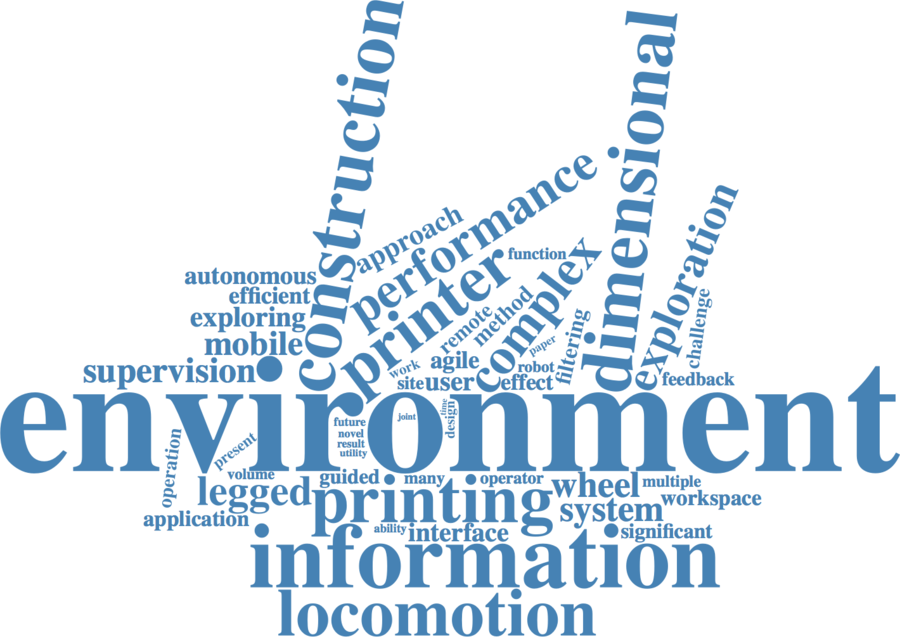 construction
dimensional
approach
performance
function
autonomous
efficient
exploring
mobile
supervision
printer
remote
method
complex
exploration
challenge
filtering
paper
work
agile
robot
site
user
effect
feedback
environment
future
novel
result
utility
joint
time
design
operation
present
volume
guided
many
operator
wheel
multiple
legged
printing
system
workspace
application
ability
interface
significant
information
locomotion